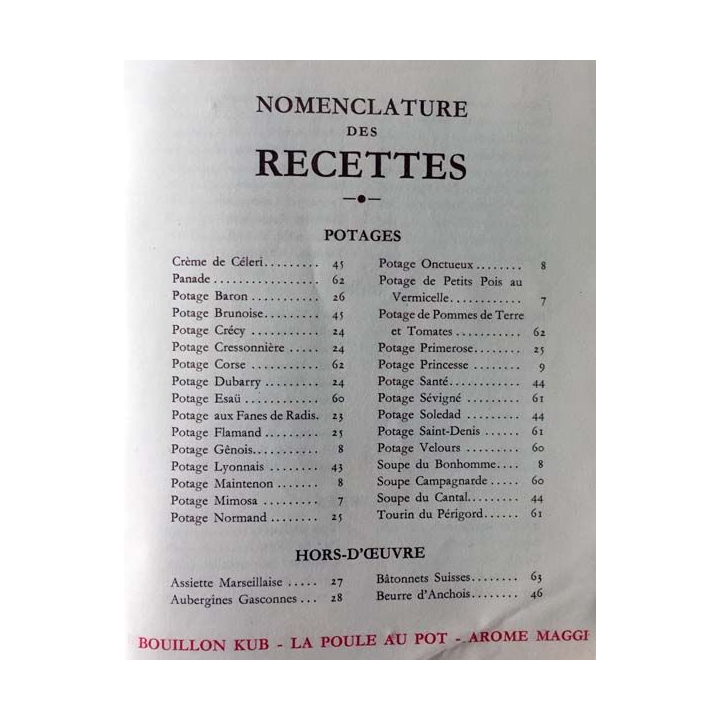 NOMENCLATURE
DES
RECETTES
POTAGES
Crème de Céleri......... 45
Panade................. 62
Potage Baron........... 26
Potage Brunoise......... 45
Potage Crécy........... 24
Potage Cressonnière..... 24
Potage Corse........... 62
Potage Dubarry......... 24
Potage Esaü............ 60
Potage aux Fanes de Radis. 23
Potage Flamand......... 25
Potage Gênois........... 8
Potage Lyonnais........ 43
Potage Maintenon....... 8
Potage Mimosa......... 7
Potage Normand........ 25
Potage Onctueux........ 8
Potage de Petits Pois au
Vermicelle............ 7
Potage de Pommes de Terre
et Tomates........... 62
Potage Primerose........ 25
Potage Princesse........ 9
Potage Santé............ 44
Potage Sévigné.......... 61
Potage Soledad......... 44
Potage Saint-Denis...... 61
Potage Velours.......... 60
Soupe du Bonhomme.... 8
Soupe Campagnarde..... 60
Soupe du Cantal......... 44
Tourin du Périgord...... 61
HORS-D'ŒUVRE
Assiette Marseillaise..... 27
Aubergines Gasconnes... 28
Bâtonnets Suisses........ 63
Beurre d'Anchois........ 46
BOUILLON KUB - LA POULE AU POT - AROME MAGGI